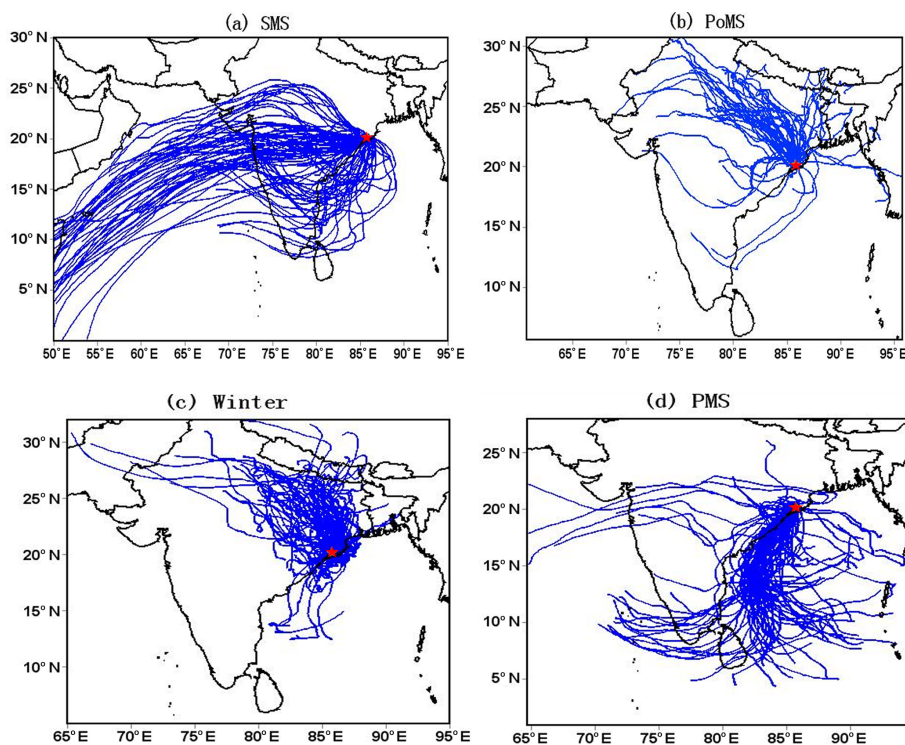 (a) SMS
30° N
25° N
20° N
15° N
10° N
5° N
50° E 55° E 60° E 65° E 70° E 75° E 80° E 85° E 90° E 95° E
(b) PoMS
30° N
25° N
20° N
15° N
10° N
65° E 70° E 75° E 80° E 85° E 90° E 95° E
(c) Winter
30° N
25° N
20° N
15° N
10° N
65° E 70° E 75° E 80° E 85° E 90° E 95° E
(d) PMS
25° N
20° N
15° N
10° N
5° N
65° E 70° E 75° E 80° E 85° E 90° E